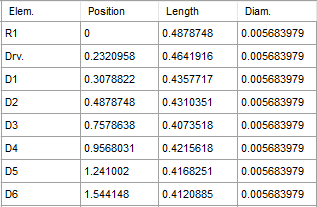 Elem. Position Length Diam.
R1 0 0.4878748 0.005683979
Drv. 0.2320958 0.4641916 0.005683979
D1 0.3078822 0.4357717 0.005683979
D2 0.4878748 0.4310351 0.005683979
D3 0.7578638 0.4073518 0.005683979
D4 0.9568031 0.4215618 0.005683979
D5 1.241002 0.4168251 0.005683979
D6 1.544148 0.4120885 0.005683979